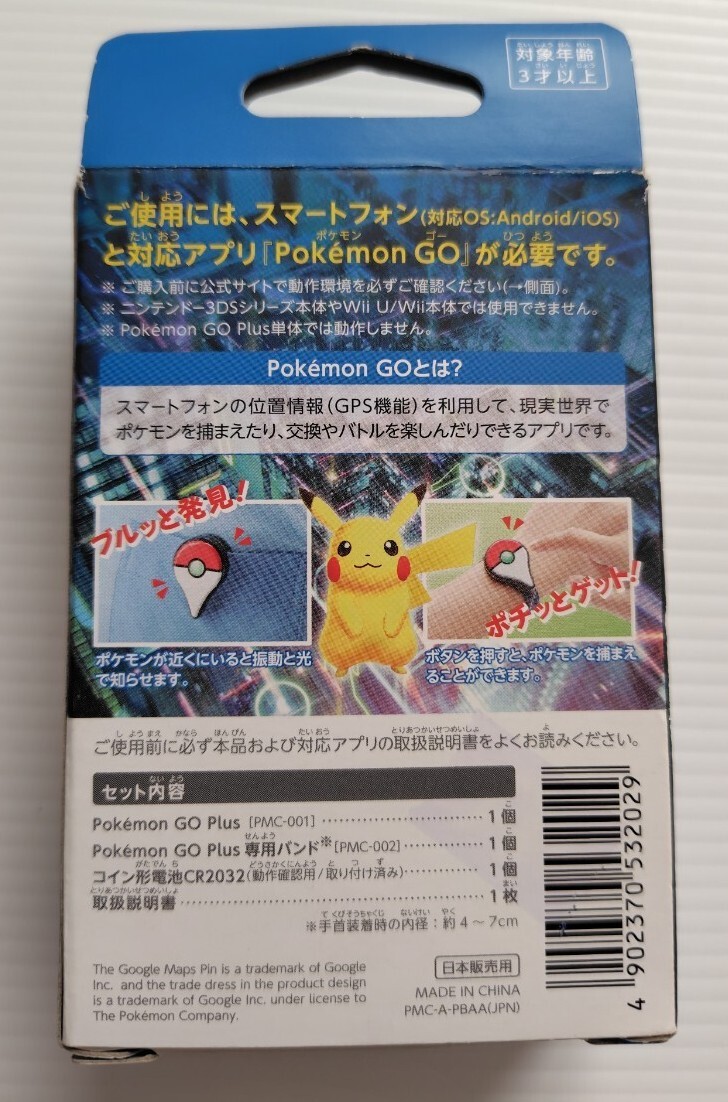 対象年齢
3才以上
ご使用には、スマートフォン(対応OS:Android/iOS)
と対応アプリ『Pokémon GO』が必要です。
※ ご購入前に公式サイトで動作環境を必ずご確認ください(→側面)。
※ ニンテンドー3DSシリーズ本体やWii U/Wii本体では使用できません。
※ Pokémon GO Plus単体では動作しません。
Pokémon GOとは?
スマートフォンの位置情報(GPS機能)を利用して、現実世界で
ポケモンを捕まえたり、交換やバトルを楽しんだりできるアプリです。
ブルッと発見!
ポケモンが近くにいると振動と光
で知らせます。
ポチッとゲット!
ボタンを押すと、ポケモンを捕まえ
ることができます。
ご使用前に必ず本品および対応アプリの取扱説明書をよくお読みください。
セット内容
Pokémon GO Plus [PMC-001] ………… 1個
Pokémon GO Plus 専用バンド※[PMC-002] ………… 1個
コイン形電池CR2032(動作確認用/取り付け済み) ………… 1個
取扱説明書 ………… 1枚
※手首装着時の内径:約4~7cm
The Google Maps Pin is a trademark of Google
Inc. and the trade dress in the product design
is a trademark of Google Inc. under license to
The Pokémon Company.
日本販売用
MADE IN CHINA
PMC-A-PBAA(JPN)
4 902370 532029